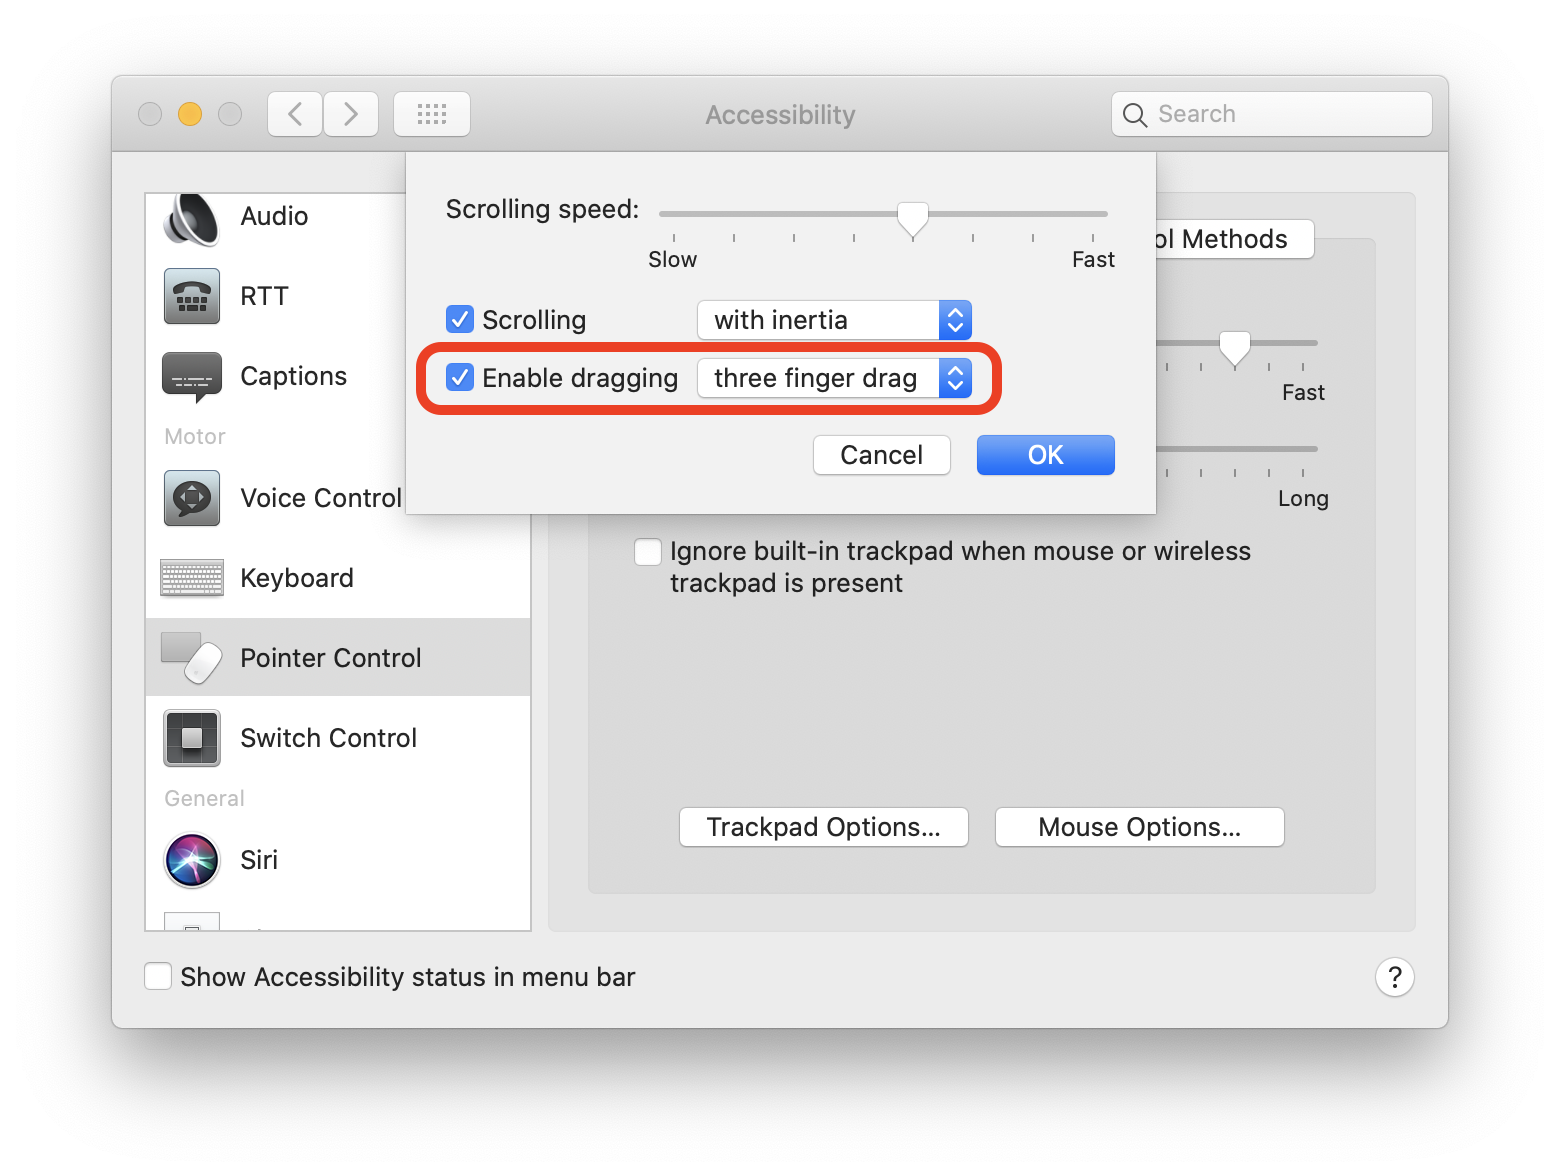 Accessibility
Search
Audio
RTT
Captions
Motor
Voice Control
Keyboard
Pointer Control
Switch Control
General
Siri
Scrolling speed:
Slow
Fast
Scrolling
with inertia
Enable dragging
three finger drag
Cancel
OK
ol Methods
Fast
Long
Ignore built-in trackpad when mouse or wireless
trackpad is present
Trackpad Options...
Mouse Options...
Show Accessibility status in menu bar
?